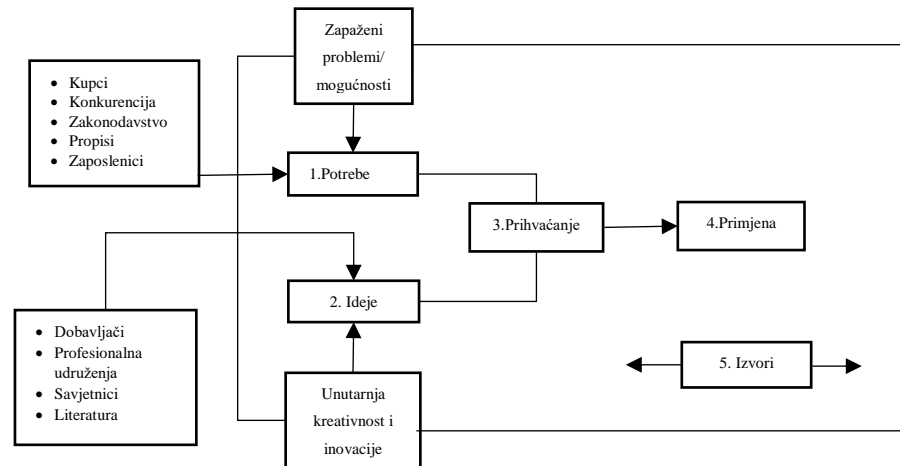 Zapaženi
problemi/
mogućnosti
• Kupci
• Konkurencija
• Zakonodavstvo
• Propisi
• Zaposlenici
1.Potrebe
3.Prihvaćanje
4.Primjena
2. Ideje
• Dobavljači
• Profesionalna
udruženja
• Savjetnici
• Literatura
5. Izvori
Unutarnja
kreativnost i
inovacije